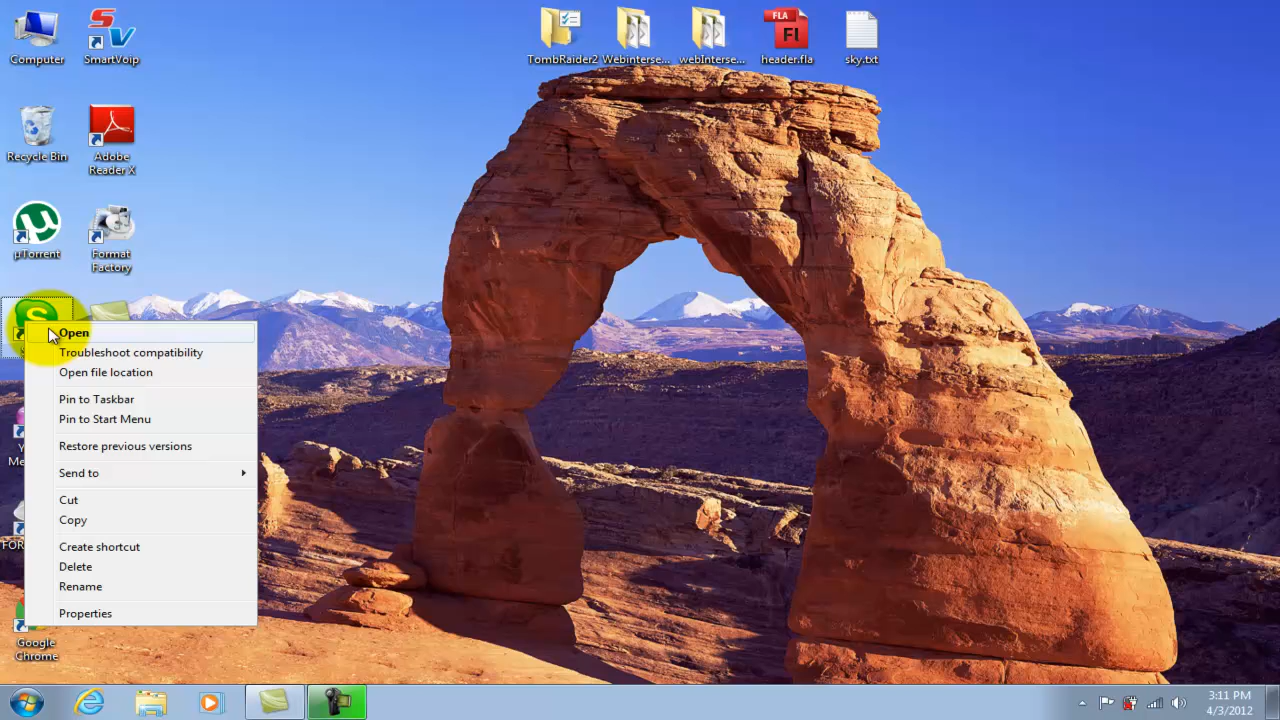 Computer
SmartVoip
TombRaider2
Webinterse...
webInterse...
FLA
Fl
header.fla
sky.txt
Recycle Bin
Adobe
Reader X
µTorrent
Format
Factory
S
Open
Troubleshoot compatibility
Open file location
Pin to Taskbar
Pin to Start Menu
Restore previous versions
Send to
Cut
Copy
Create shortcut
Delete
Rename
Properties
Google
Chrome
3:11 PM
4/3/2012